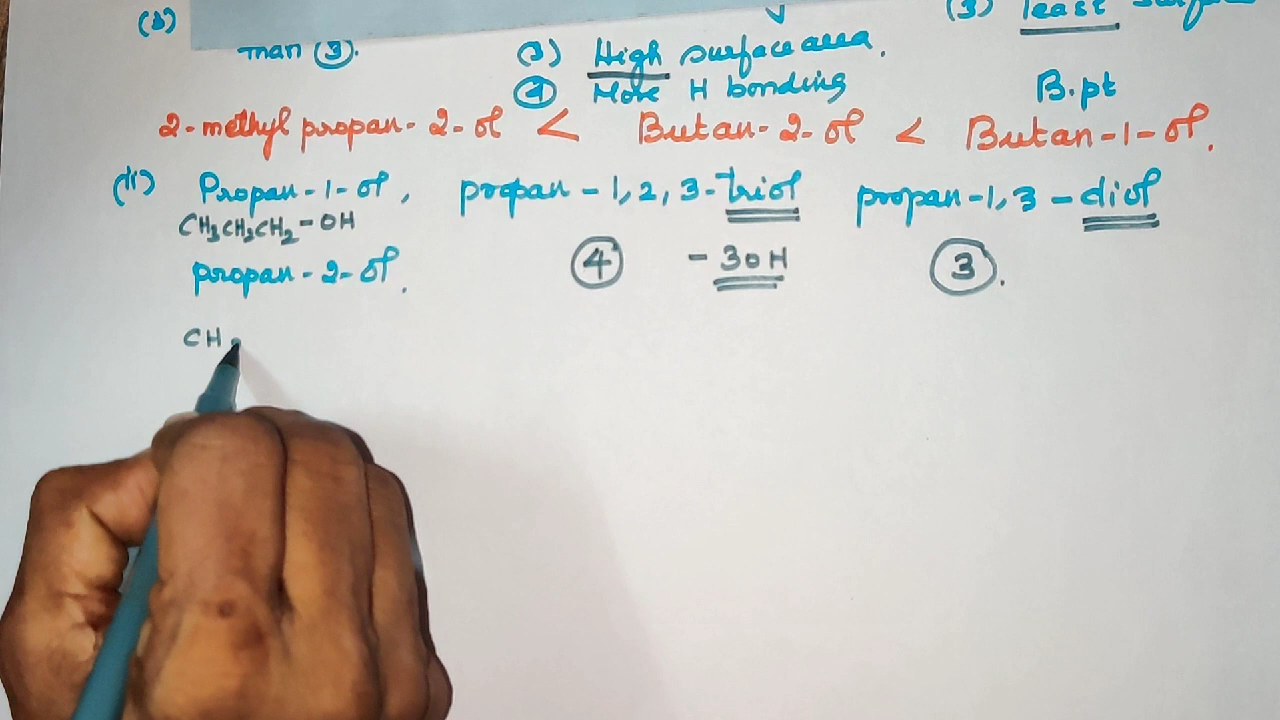 (3)
(3) least
than (3).
(3) High surface area.
(4) More H bonding
B.pt
2-methyl propan-2-ol < Butan-2-ol < Butan-1-ol.
(ii) Propan-1-ol, propan-1,2,3-triol propan-1,3-diol
CH3CH2CH2-OH
propan-2-ol.
(4) -3OH (3).
CH